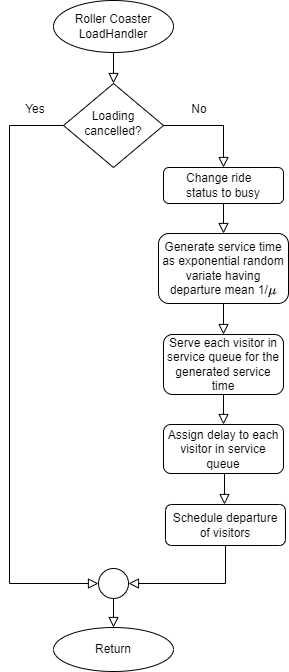 Roller Coaster
LoadHandler
Loading
cancelled?
Yes
No
Change ride
status to busy
Generate service time
as exponential random
variate having
departure mean 1/μ
Serve each visitor in
service queue for the
generated service
time
Assign delay to each
visitor in service
queue
Schedule departure
of visitors
Return